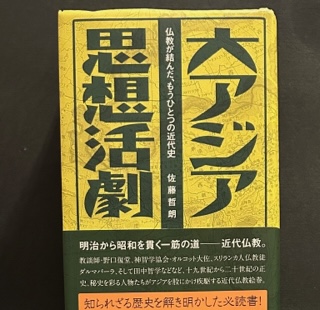 大アジア
思想活劇
仏教が結んだ、もうひとつの近代史
佐藤哲朗
明治から昭和を貫く一筋の道──近代仏教。
教談師・野口復堂、神智学協会・オルコット大佐、スリランカ人仏教徒
ダルマパーラ、そして田中智学などなど、十九世紀から二十世紀の正
史、秘史を彩る人物たちがアジアを股にかけ疾駆する近代仏教絵巻。
知られざる歴史を解き明かした必読書!